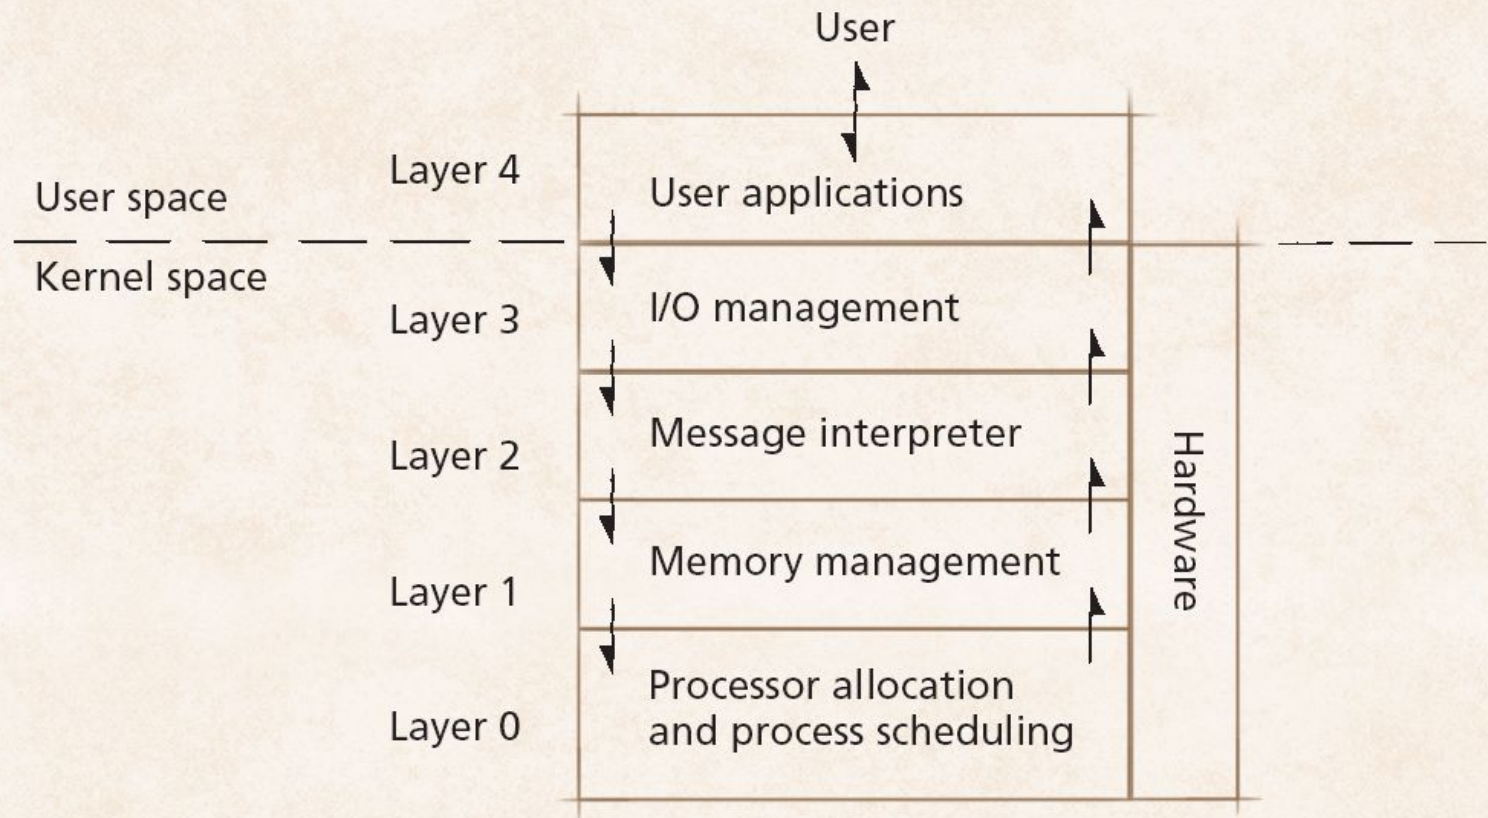 User
Layer 4
User applications
User space
Kernel space
Layer 3
I/O management
Layer 2
Message interpreter
Hardware
Layer 1
Memory management
Layer 0
Processor allocation
and process scheduling